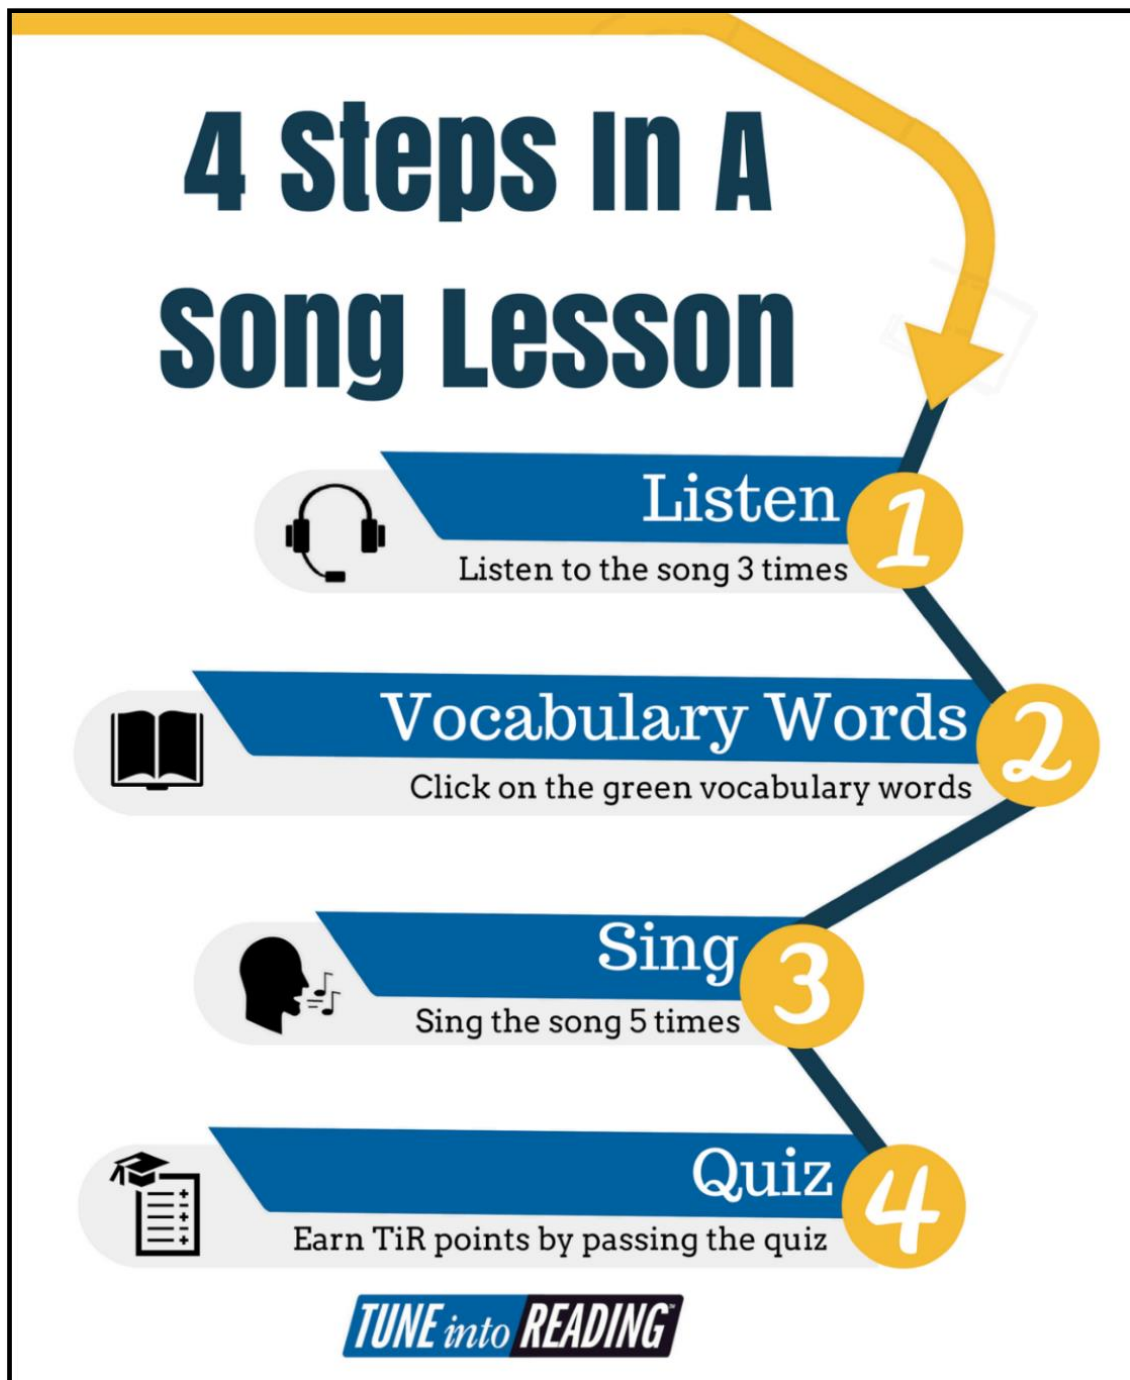 4 Steps In A
Song Lesson
Listen
1
Listen to the song 3 times
Vocabulary Words
2
Click on the green vocabulary words
Sing
3
Sing the song 5 times
Quiz
4
Earn TiR points by passing the quiz
TUNE into READING™